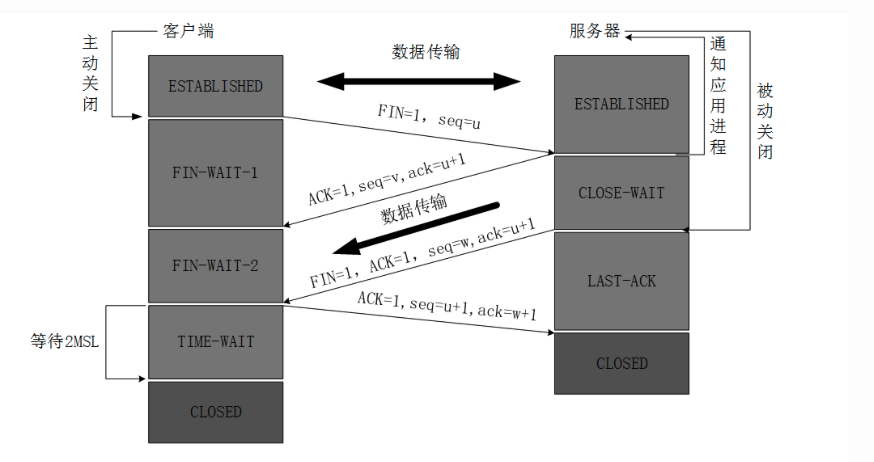 客户端
服务器
主动关闭
数据传输
通知应用进程
被动关闭
ESTABLISHED
ESTABLISHED
FIN=1, seq=u
FIN-WAIT-1
ACK=1,seq=v,ack=u+1
CLOSE-WAIT
数据传输
FIN=1, ACK=1, seq=w,ack=u+1
FIN-WAIT-2
LAST-ACK
ACK=1,seq=u+1,ack=w+1
等待2MSL
TIME-WAIT
CLOSED
CLOSED